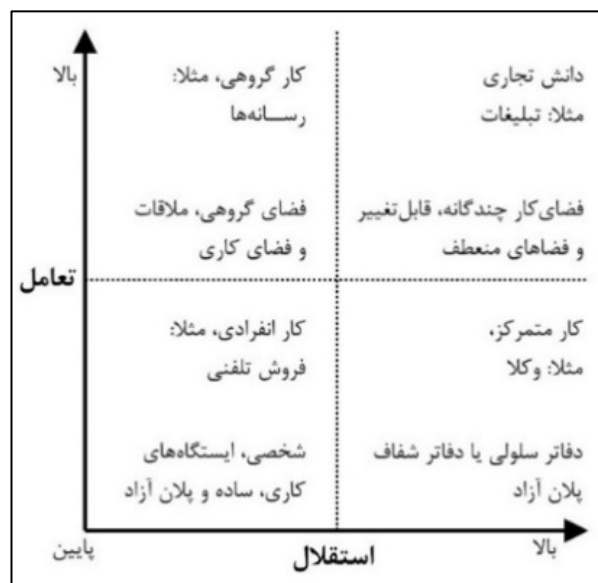 بالا
کار گروهی، مثلا:
رســانه‌ها
دانش تجاری
مثلا: تبلیغات
فضای گروهی، ملاقات
و فضای کاری
فضای‌کار چندگانه، قابل‌تغییر
و فضاهای منعطف
تعامل
کار انفرادی، مثلا:
فروش تلفنی
کار متمرکز،
مثلا: وکلا
شخصی، ایستگاه‌های
کاری، ساده و پلان آزاد
دفاتر سلولی یا دفاتر شفاف
پلان آزاد
پایین
استقلال
بالا